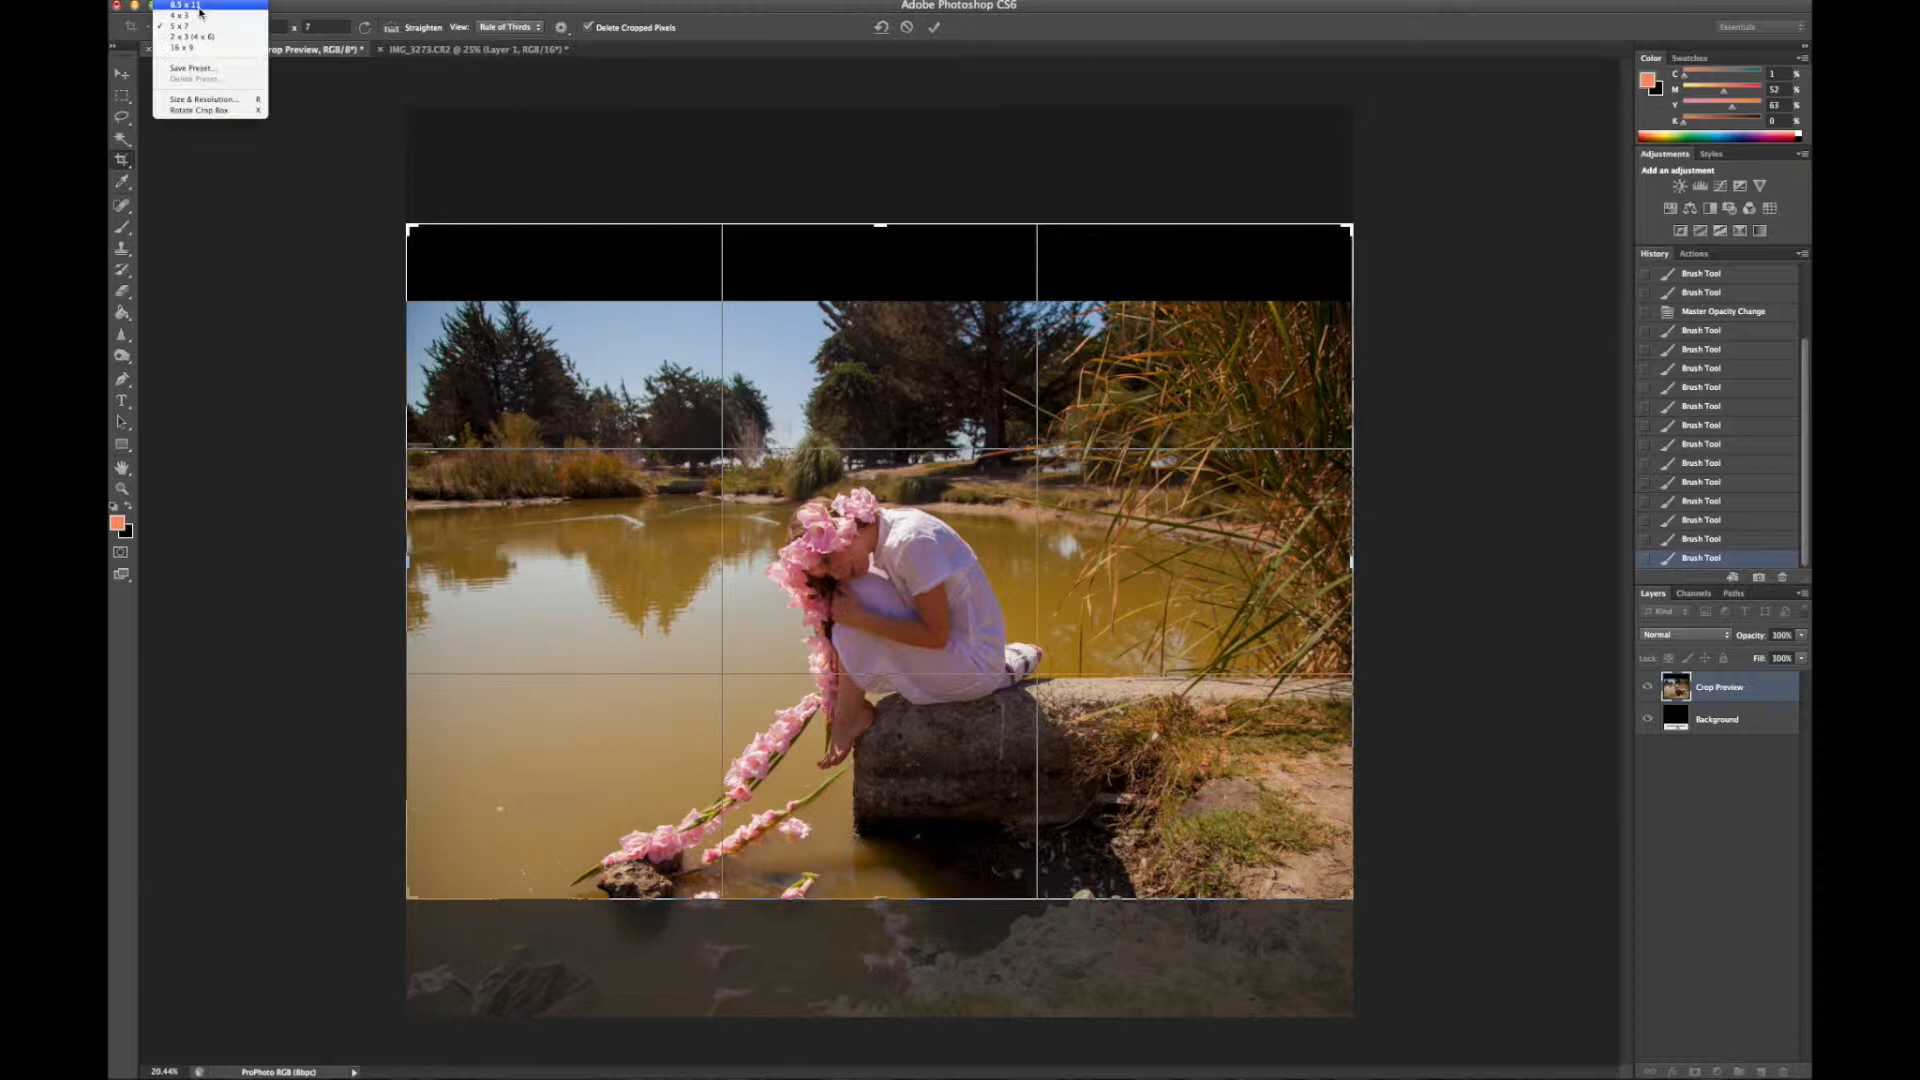 Adobe Photoshop CS6
8.5 x 11
4 x 3
5 x 7
2 x 3 (4 x 6)
16 x 9
Save Preset...
Delete Preset...
Size & Resolution... R
Rotate Crop Box X
x 7 Straighten View: Rule of Thirds Delete Cropped Pixels Essentials
rop Preview, RGB/8*) * IMG_3273.CR2 @ 25% (Layer 1, RGB/16*) *
Color Swatches
C 1 %
M 52 %
Y 63 %
K 0 %
Adjustments Styles
Add an adjustment
History Actions
Brush Tool
Brush Tool
Master Opacity Change
Brush Tool
Brush Tool
Brush Tool
Brush Tool
Brush Tool
Brush Tool
Brush Tool
Brush Tool
Brush Tool
Brush Tool
Brush Tool
Brush Tool
Brush Tool
Layers Channels Paths
Kind
Normal Opacity: 100%
Lock: Fill: 100%
Crop Preview
Background
20.44% ProPhoto RGB (8bpc)